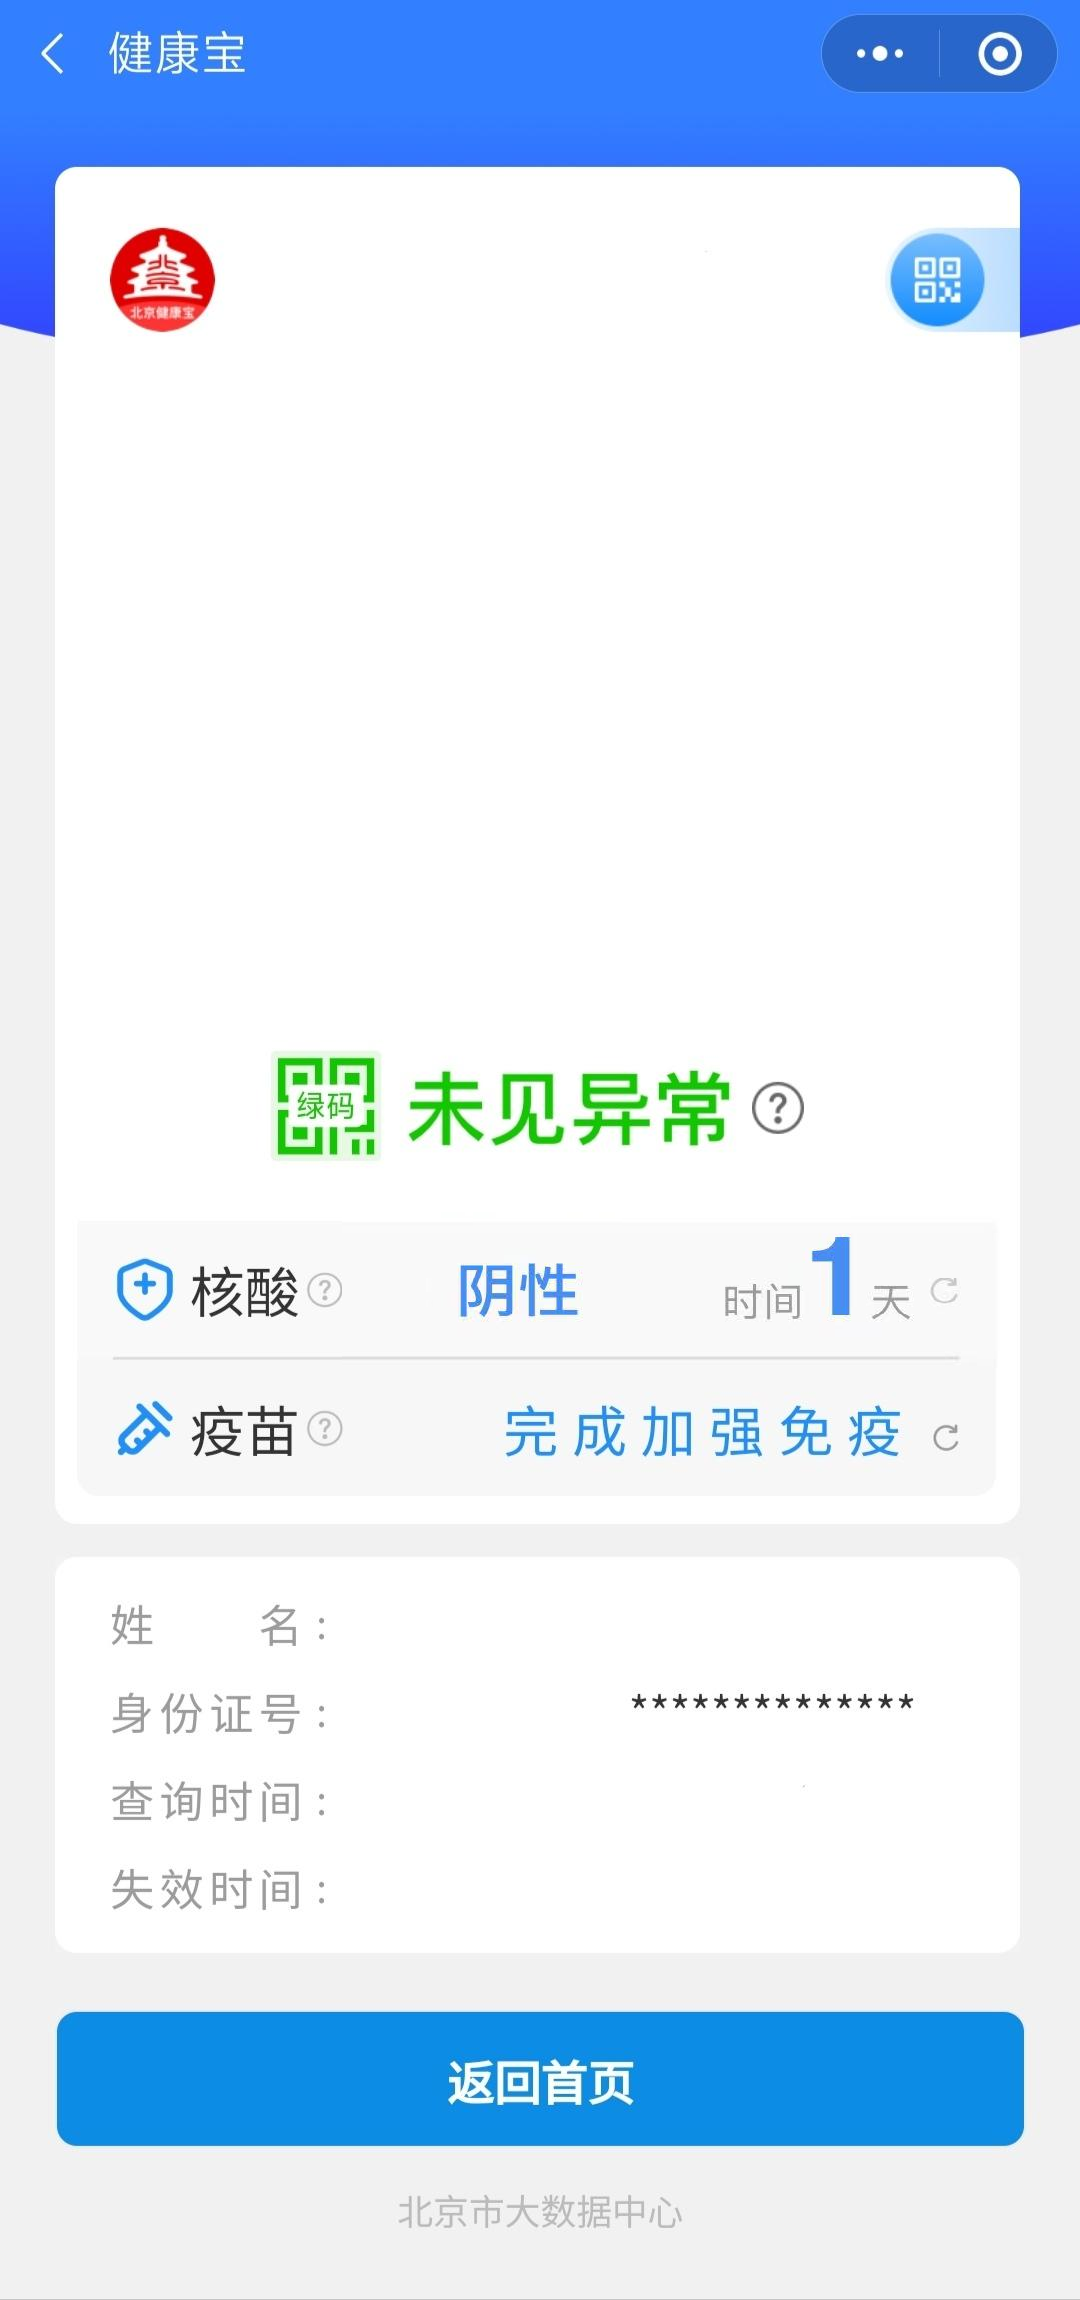 健康宝
北京健康宝
绿码 未见异常 ?
核酸 ? 阴性 时间 1 天
疫苗 ? 完成加强免疫
姓 名：
身份证号： **************
查询时间：
失效时间：
返回首页
北京市大数据中心